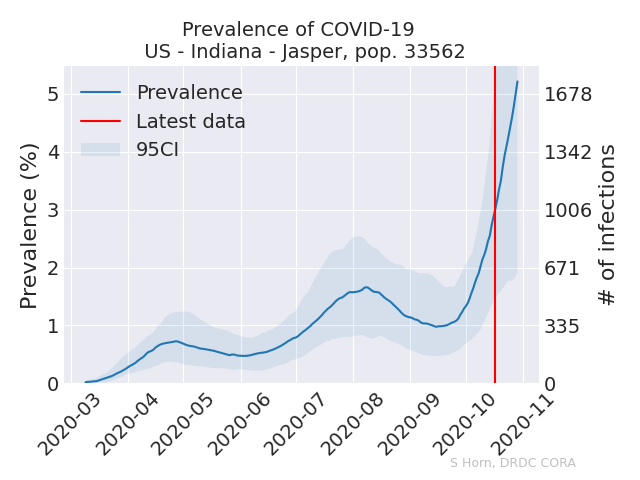 Prevalence of COVID-19
US - Indiana - Jasper, pop. 33562
Prevalence
Latest data
95CI
Prevalence (%)
5
4
3
2
1
0
1678
1342
1006
671
335
0
# of infections
2020-03
2020-04
2020-05
2020-06
2020-07
2020-08
2020-09
2020-10
2020-11
S Horn, DRDC CORA